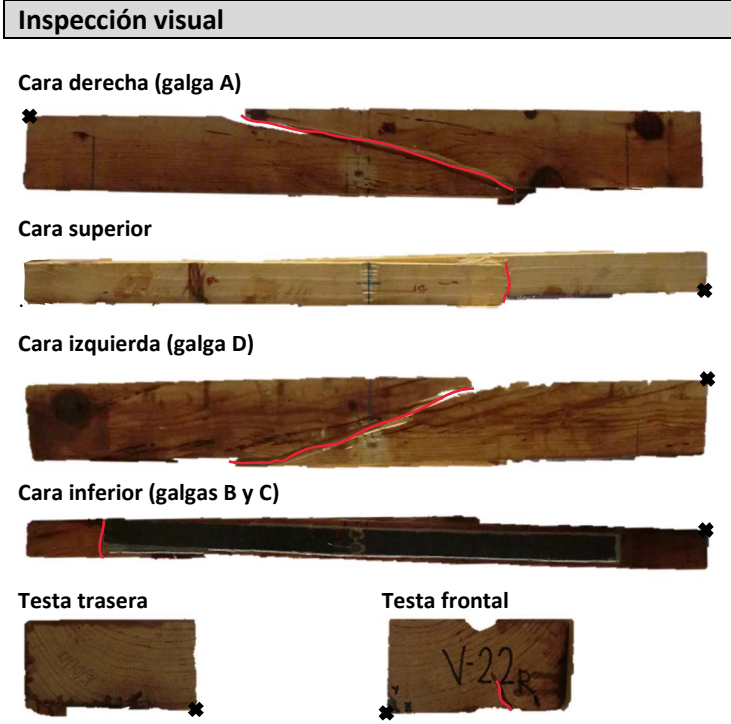 Inspección visual
Cara derecha (galga A)
Cara superior
Cara izquierda (galga D)
Cara inferior (galgas B y C)
Testa trasera
Testa frontal
V-22R